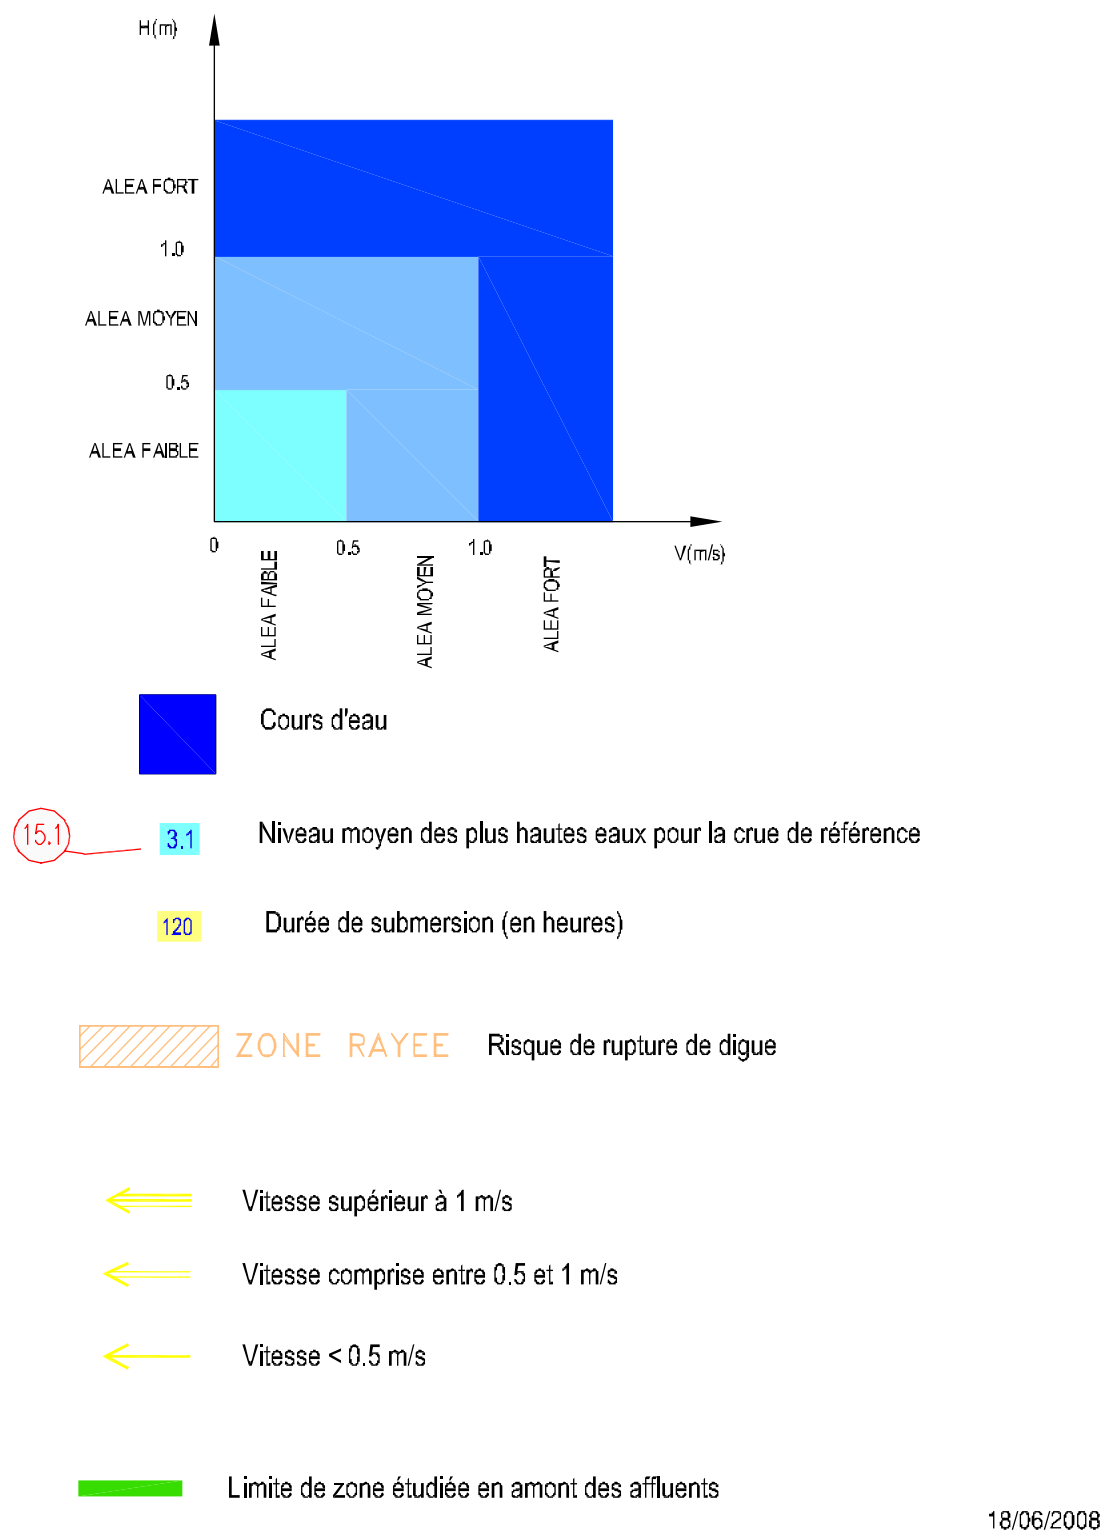 H(m)
ALEA FORT
1.0
ALEA MOYEN
0.5
ALEA FAIBLE
0
0.5
1.0
V(m/s)
ALEA FAIBLE
ALEA MOYEN
ALEA FORT
Cours d'eau
15.1
3.1
Niveau moyen des plus hautes eaux pour la crue de référence
120
Durée de submersion (en heures)
ZONE RAYEE
Risque de rupture de digue
Vitesse supérieur à 1 m/s
Vitesse comprise entre 0.5 et 1 m/s
Vitesse < 0.5 m/s
Limite de zone étudiée en amont des affluents
18/06/2008